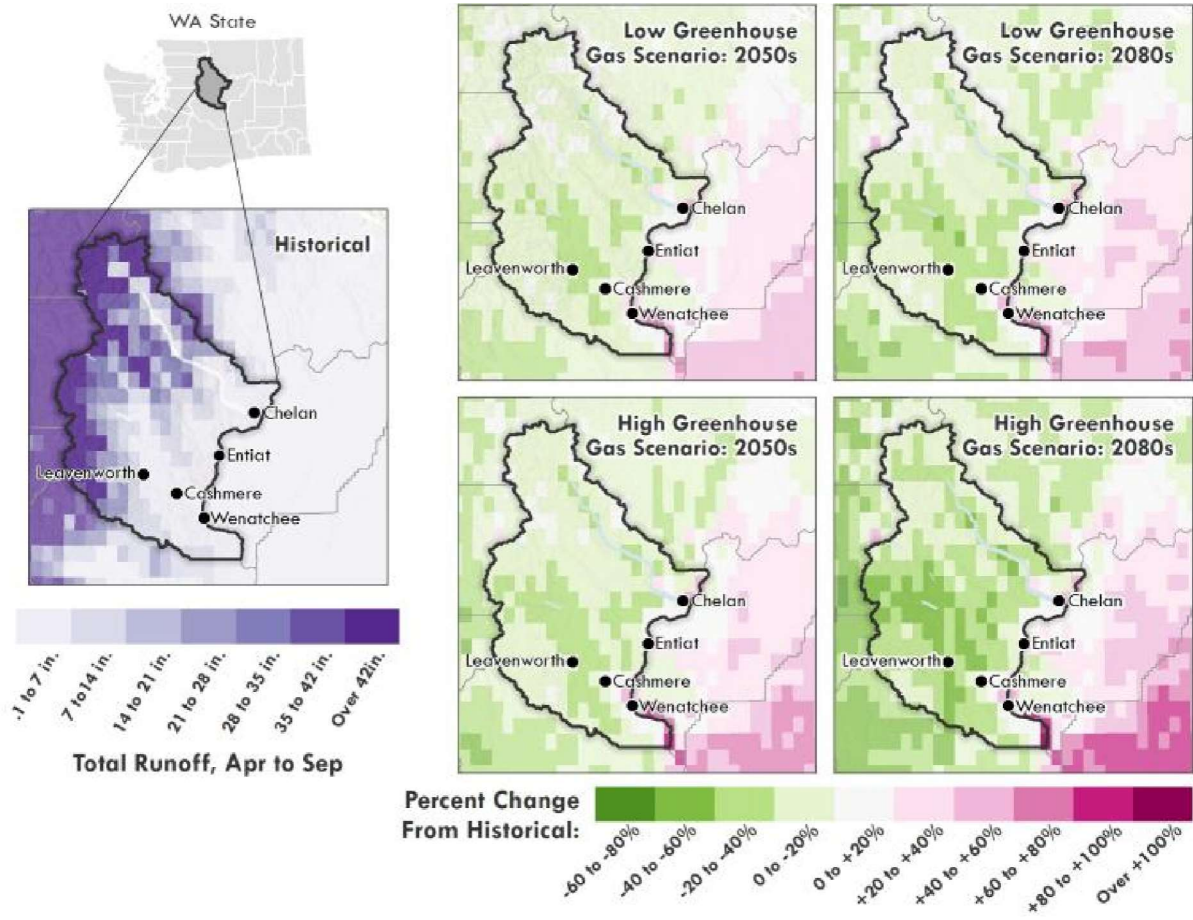 WA State
Historical
Chelan
Entiat
Leavenworth
Cashmere
Wenatchee
.1 to 7 in.
7 to14 in.
14 to 21 in.
21 to 28 in.
28 to 35 in.
35 to 42 in.
Over 42in.
Total Runoff, Apr to Sep
Low Greenhouse
Gas Scenario: 2050s
Chelan
Entiat
Leavenworth
Cashmere
Wenatchee
Low Greenhouse
Gas Scenario: 2080s
Chelan
Entiat
Leavenworth
Cashmere
Wenatchee
High Greenhouse
Gas Scenario: 2050s
Chelan
Entiat
Leavenworth
Cashmere
Wenatchee
High Greenhouse
Gas Scenario: 2080s
Chelan
Entiat
Leavenworth
Cashmere
Wenatchee
Percent Change
From Historical:
-60 to -80%
-40 to -60%
-20 to -40%
0 to -20%
0 to +20%
+20 to +40%
+40 to +60%
+60 to +80%
+80 to +100%
Over +100%